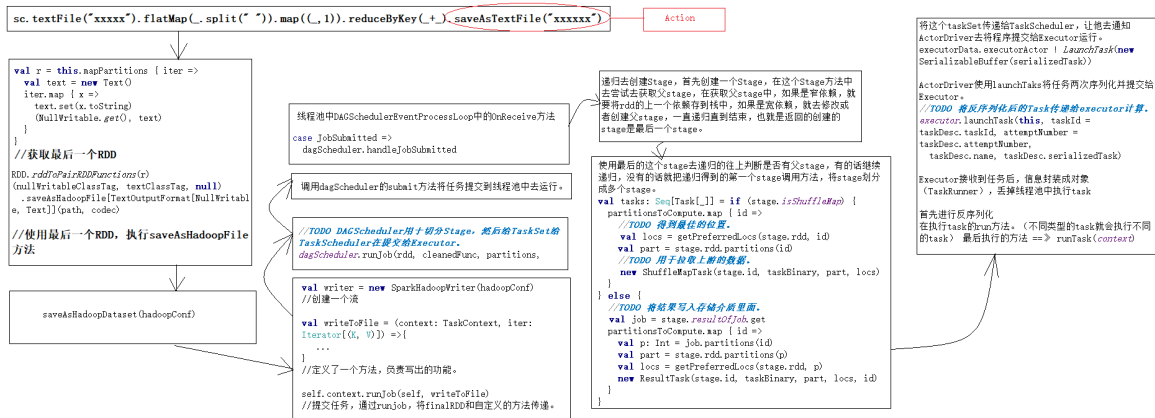 sc.textFile("xxxxx").flatMap(_.split(" ")).map((_,1)).reduceByKey(_+_).saveAsTextFile("xxxxxx")
Action
val r = this.mapPartitions { iter =>
val text = new Text()
iter.map { x =>
text.set(x.toString)
(NullWritable.get(), text)
}
}
//获取最后一个RDD
RDD.rddToPairRDDFunctions(r)
(nullWritableClassTag, textClassTag, null)
.saveAsHadoopFile[TextOutputFormat[NullWritabl
e, Text]](path, codec)
//使用最后一个RDD，执行saveAsHadoopFile
方法
saveAsHadoopDataset(hadoopConf)
val writer = new SparkHadoopWriter(hadoopConf)
//创建一个流
val writeToFile = (context: TaskContext, iter:
Iterator[(K, V)]) =>{
...
}
//定义了一个方法，负责写出的功能。
self.context.runJob(self, writeToFile)
//提交任务，通过runjob，将finalRDD和自定义的方法传递。
//TODO DAGScheduler用十切分Stage，然后给TaskSet给
TaskScheduler在提交给Executor。
dagScheduler.runJob(rdd, cleanedFunc, partitions,
调用dagScheduler的submit方法将任务提交到线程池中去运行。
线程池中DAGSchedulerEventProcessLoop中的OnReceive方法
case JobSubmitted =>
dagScheduler.handleJobSubmitted
递归去创建Stage，首先创建一个Stage，在这个Stage方法中
去尝试去获取父stage，在获取父stage中，如果是窄依赖，就
要将rdd的上一个依赖存到栈中，如果是宽依赖，就去修改或
者创建父stage，一直递归直到结束，也就是返回的创建的
stage是最后一个stage。
使用最后的这个stage去递归的往上判断是否有父stage，有的话继续
递归，没有的话就把递归得到的第一个stage调用方法，将stage划分
成多个stage。
val tasks: Seq[Task[_]] = if (stage.isShuffleMap) {
partitionsToCompute.map { id =>
//TODO 得到最佳的位置。
val locs = getPreferredLocs(stage.rdd, id)
val part = stage.rdd.partitions(id)
//TODO 用于拉取上游的数据。
new ShuffleMapTask(stage.id, taskBinary, part, locs)
}
} else {
//TODO 将结果写入存储介质里面。
val job = stage.resultOfJob.get
partitionsToCompute.map { id =>
val p: Int = job.partitions(id)
val part = stage.rdd.partitions(p)
val locs = getPreferredLocs(stage.rdd, p)
new ResultTask(stage.id, taskBinary, part, locs, id)
}
}
将这个taskSet传递给TaskScheduler，让他去通知
ActorDriver去将程序提交给Executor运行。
executorData.executorActor ! LaunchTask(new
SerializableBuffer(serializedTask))
ActorDriver使用launchTaks将任务两次序列化并提交给
Executor。
//TODO 将反序列化后的Task传递给executor计算。
executor.launchTask(this, taskId =
taskDesc.taskId, attemptNumber =
taskDesc.attemptNumber,
taskDesc.name, taskDesc.serializedTask)
Executor接收到任务后，信息封装成对象
（TaskRunner），丢掉线程池中执行task
首先进行反序列化
在执行task的run方法。（不同类型的task就会执行不同
的task） 最后执行的方法 ==》 runTask(context)